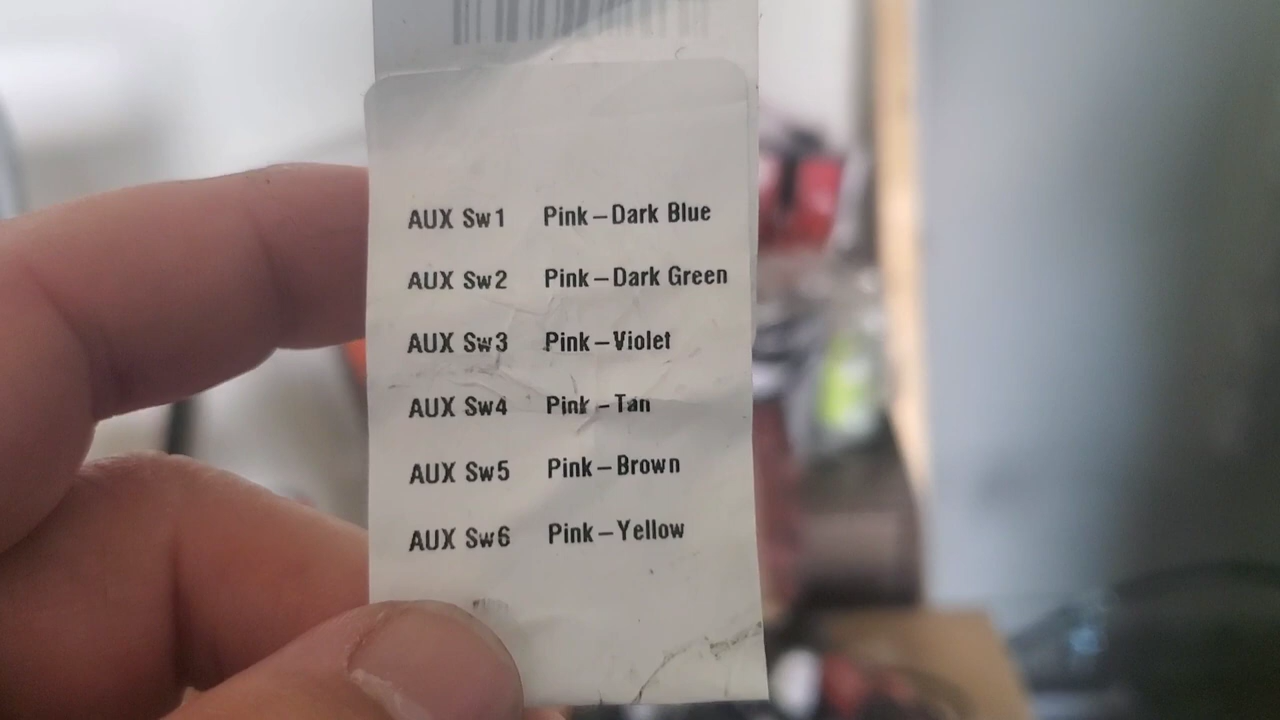 AUX Sw1 Pink–Dark Blue
AUX Sw2 Pink–Dark Green
AUX Sw3 Pink–Violet
AUX Sw4 Pink–Tan
AUX Sw5 Pink–Brown
AUX Sw6 Pink–Yellow